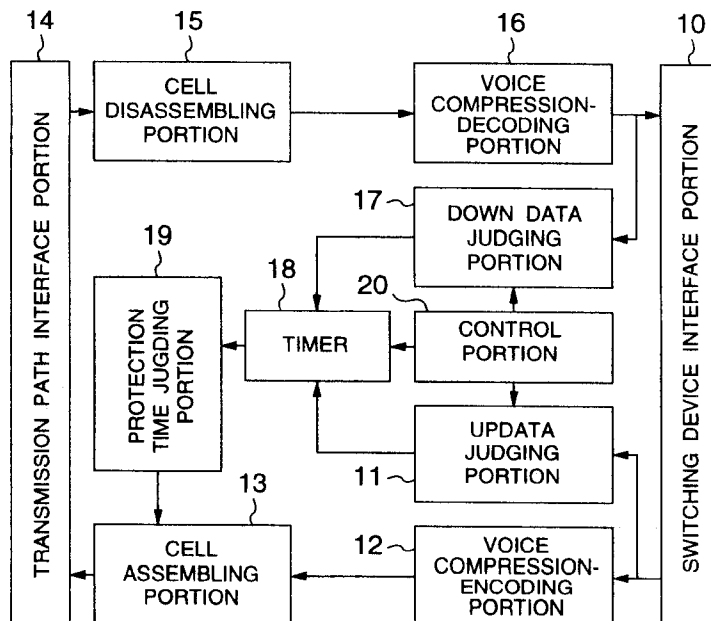 14
15
16
10
TRANSMISSION PATH INTERFACE PORTION
CELL
DISASSEMBLING
PORTION
VOICE
COMPRESSION-
DECODING
PORTION
SWITCHING DEVICE INTERFACE PORTION
17
DOWN DATA
JUDGING
PORTION
19
PROTECTION
TIME JUGDING
PORTION
18
TIMER
20
CONTROL
PORTION
UPDATA
JUDGING
PORTION
11
13
CELL
ASSEMBLING
PORTION
12
VOICE
COMPRESSION-
ENCODING
PORTION